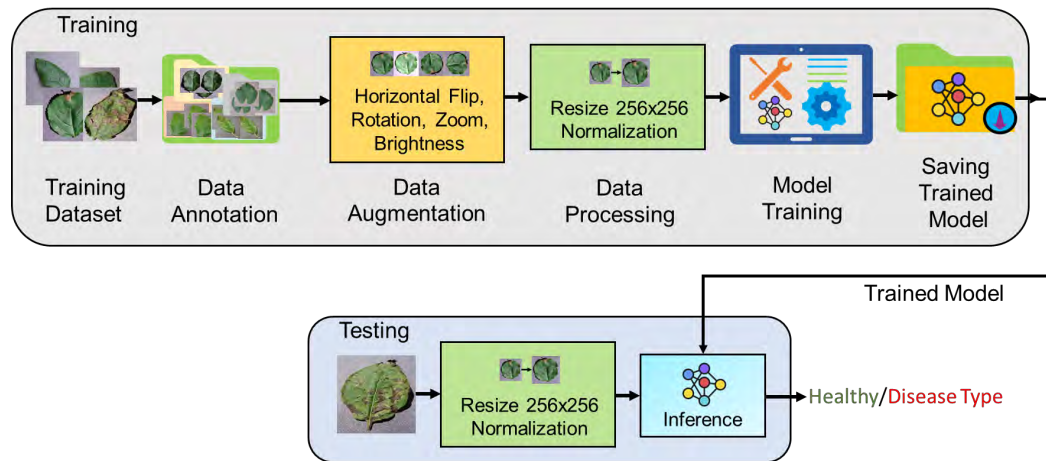 Training
Horizontal Flip,
Rotation, Zoom,
Brightness
Resize 256x256
Normalization
Training
Dataset
Data
Annotation
Data
Augmentation
Data
Processing
Model
Training
Saving
Trained
Model
Trained Model
Testing
Resize 256x256
Normalization
Inference
Healthy/Disease Type